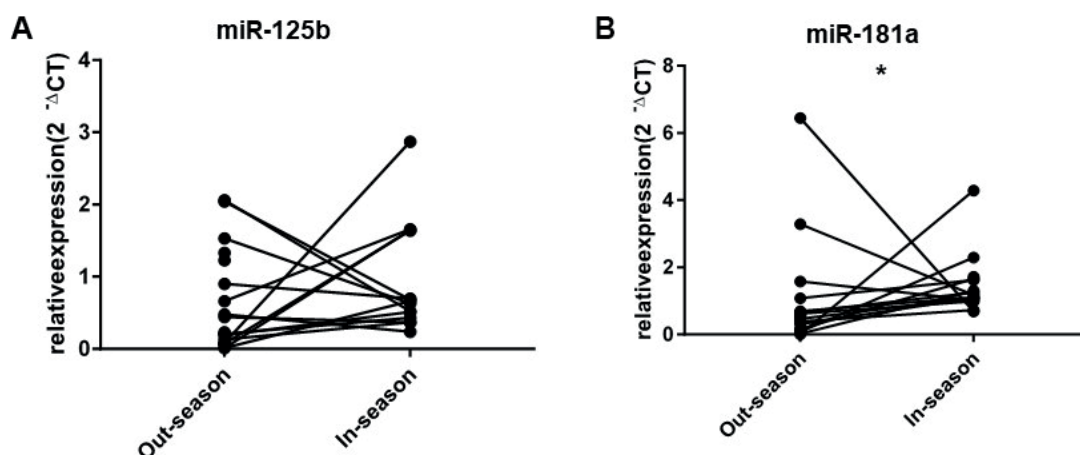 A
miR-125b
relativeexpression(2 ⁻ΔCT)
4
3
2
1
0
Out-season
In-season
B
miR-181a
*
relativeexpression(2 ⁻ΔCT)
8
6
4
2
0
Out-season
In-season